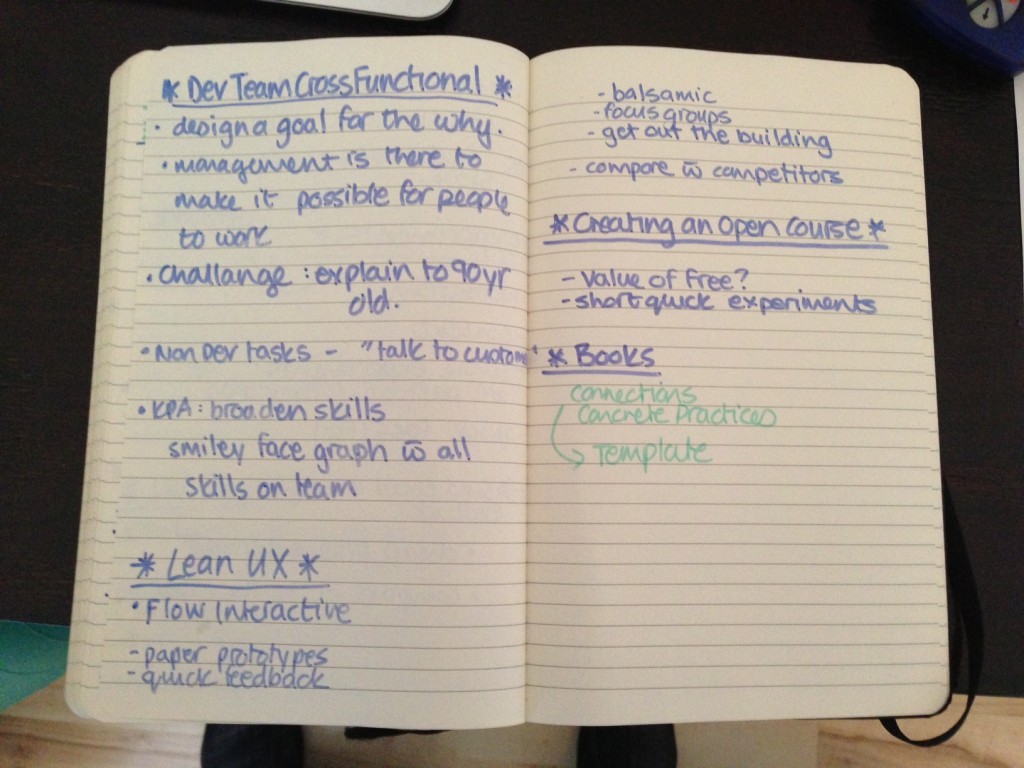 * Dev Team Cross Functional *
• design a goal for the why.
• management is there to
make it possible for people
to work
• Challange : explain to 90 yr
old.
• Non Dev tasks - "talk to custome"
• KPA : broaden skills
smiley face graph w̄ all
skills on team
* Lean UX *
• Flow Interactive
- paper prototypes
- quick feedback
- balsamic
- focus groups
- get out the building
- compare w̄ competitors
* Creating an Open Course *
- Value of free?
- short quick experiments
* Books
Connections
Concrete Practices
Template